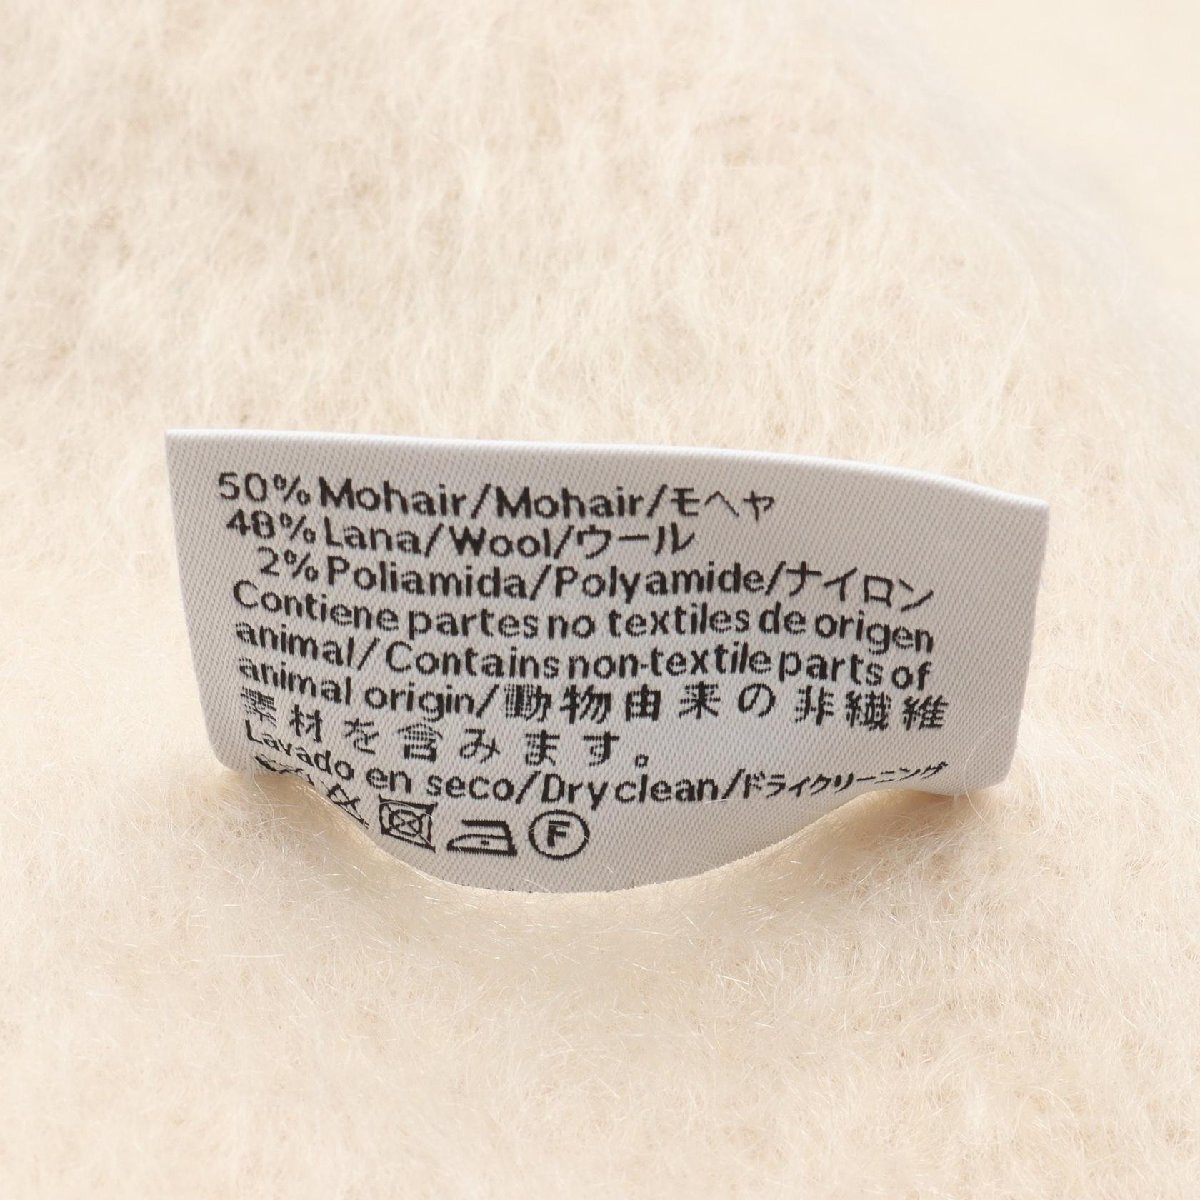 50% Mohair/Mohair/モヘヤ
48% Lana/Wool/ウール
2% Poliamida/Polyamide/ナイロン
Contiene partes no textiles de origen
animal/Contains non-textile parts of
animal origin/動物由来の非繊維
素材を含みます。
Lavado en seco/Dry clean/ドライクリーニング
F